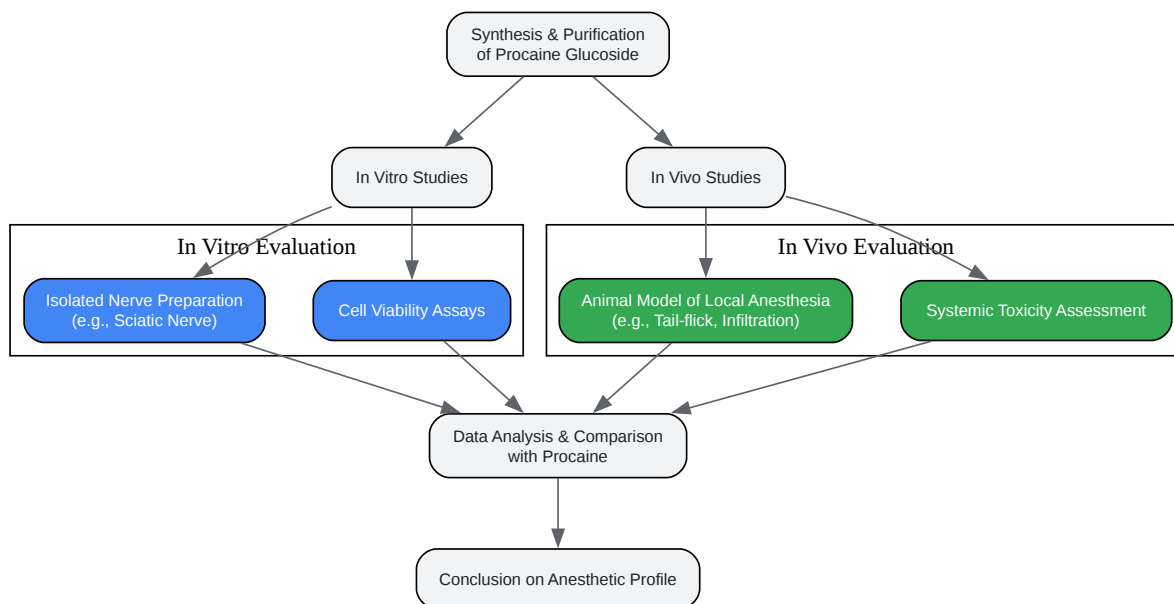 Synthesis & Purification
of Procaine Glucoside
In Vitro Studies
In Vivo Studies
In Vitro Evaluation
In Vivo Evaluation
Isolated Nerve Preparation
(e.g., Sciatic Nerve)
Cell Viability Assays
Animal Model of Local Anesthesia
(e.g., Tail-flick, Infiltration)
Systemic Toxicity Assessment
Data Analysis & Comparison
with Procaine
Conclusion on Anesthetic Profile